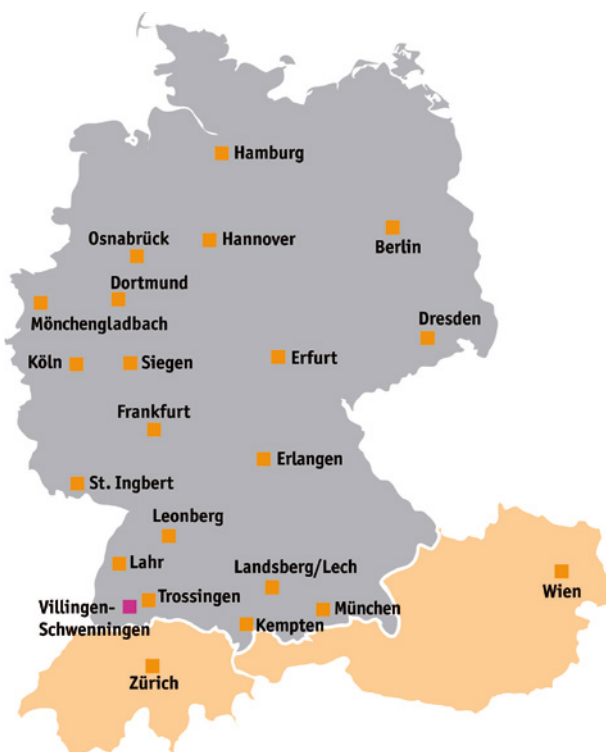 Hamburg
Hannover
Berlin
Osnabrück
Dortmund
Mönchengladbach
Dresden
Köln
Siegen
Erfurt
Frankfurt
Erlangen
St. Ingbert
Leonberg
Lahr
Landsberg/Lech
Wien
Villingen-
Schwenningen
Trossingen
München
Kempten
Zürich